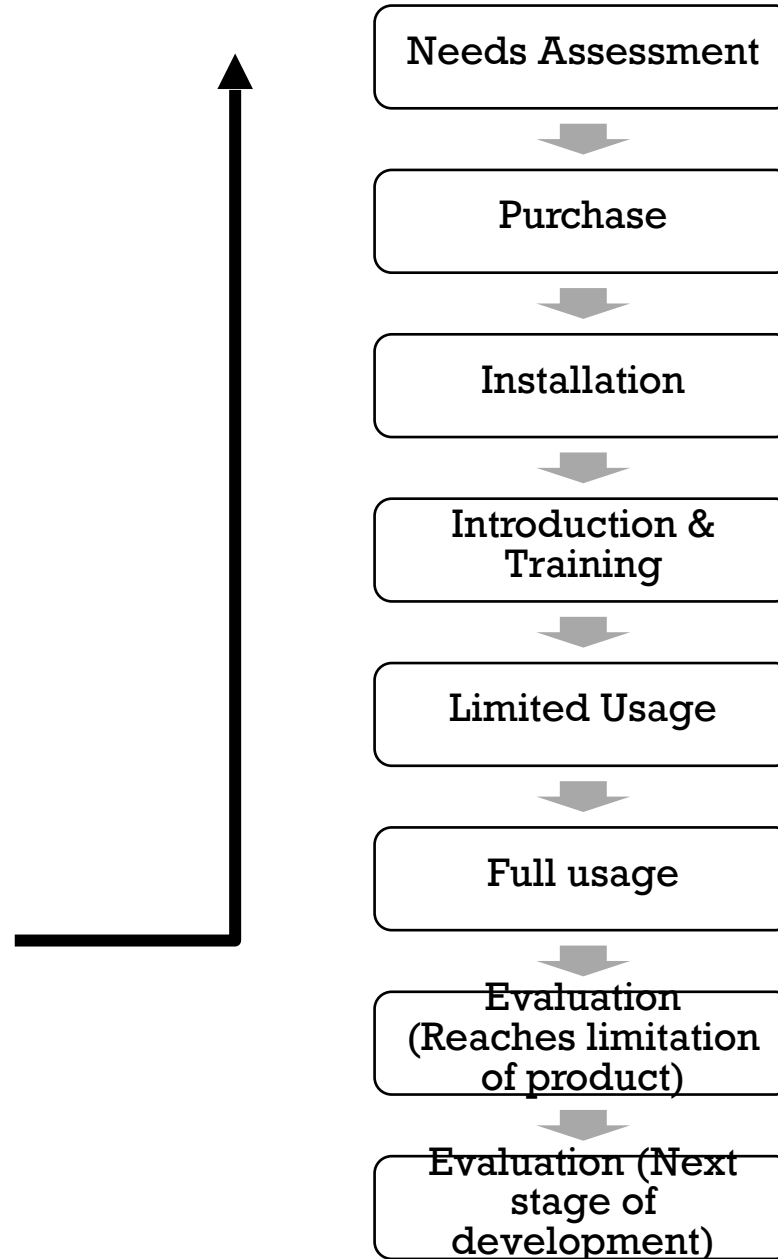 Needs Assessment
Purchase
Installation
Introduction &
Training
Limited Usage
Full usage
Evaluation
(Reaches limitation
of product)
Evaluation (Next
stage of
development)